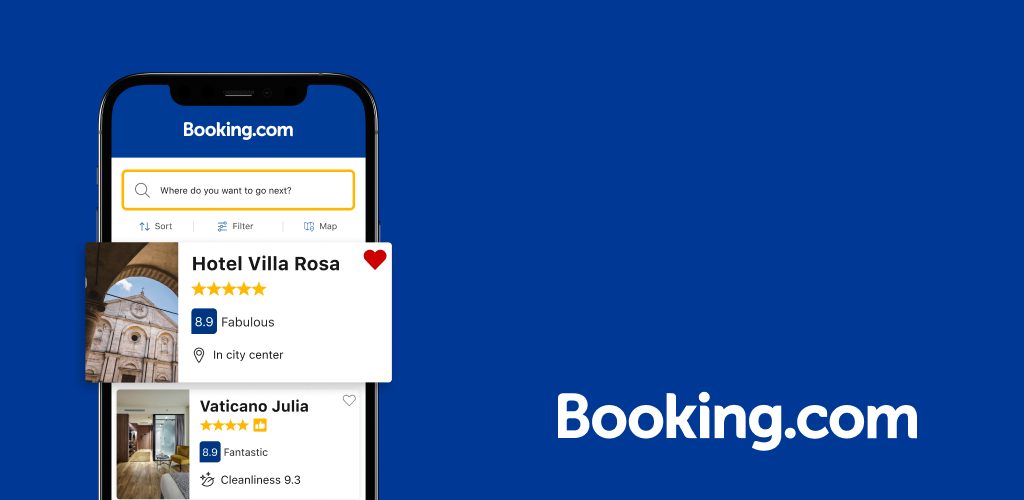 Booking.com
Where do you want to go next?
Sort
Filter
Map
Hotel Villa Rosa
8.9 Fabulous
In city center
Vaticano Julia
8.9 Fantastic
Cleanliness 9.3
Booking.com